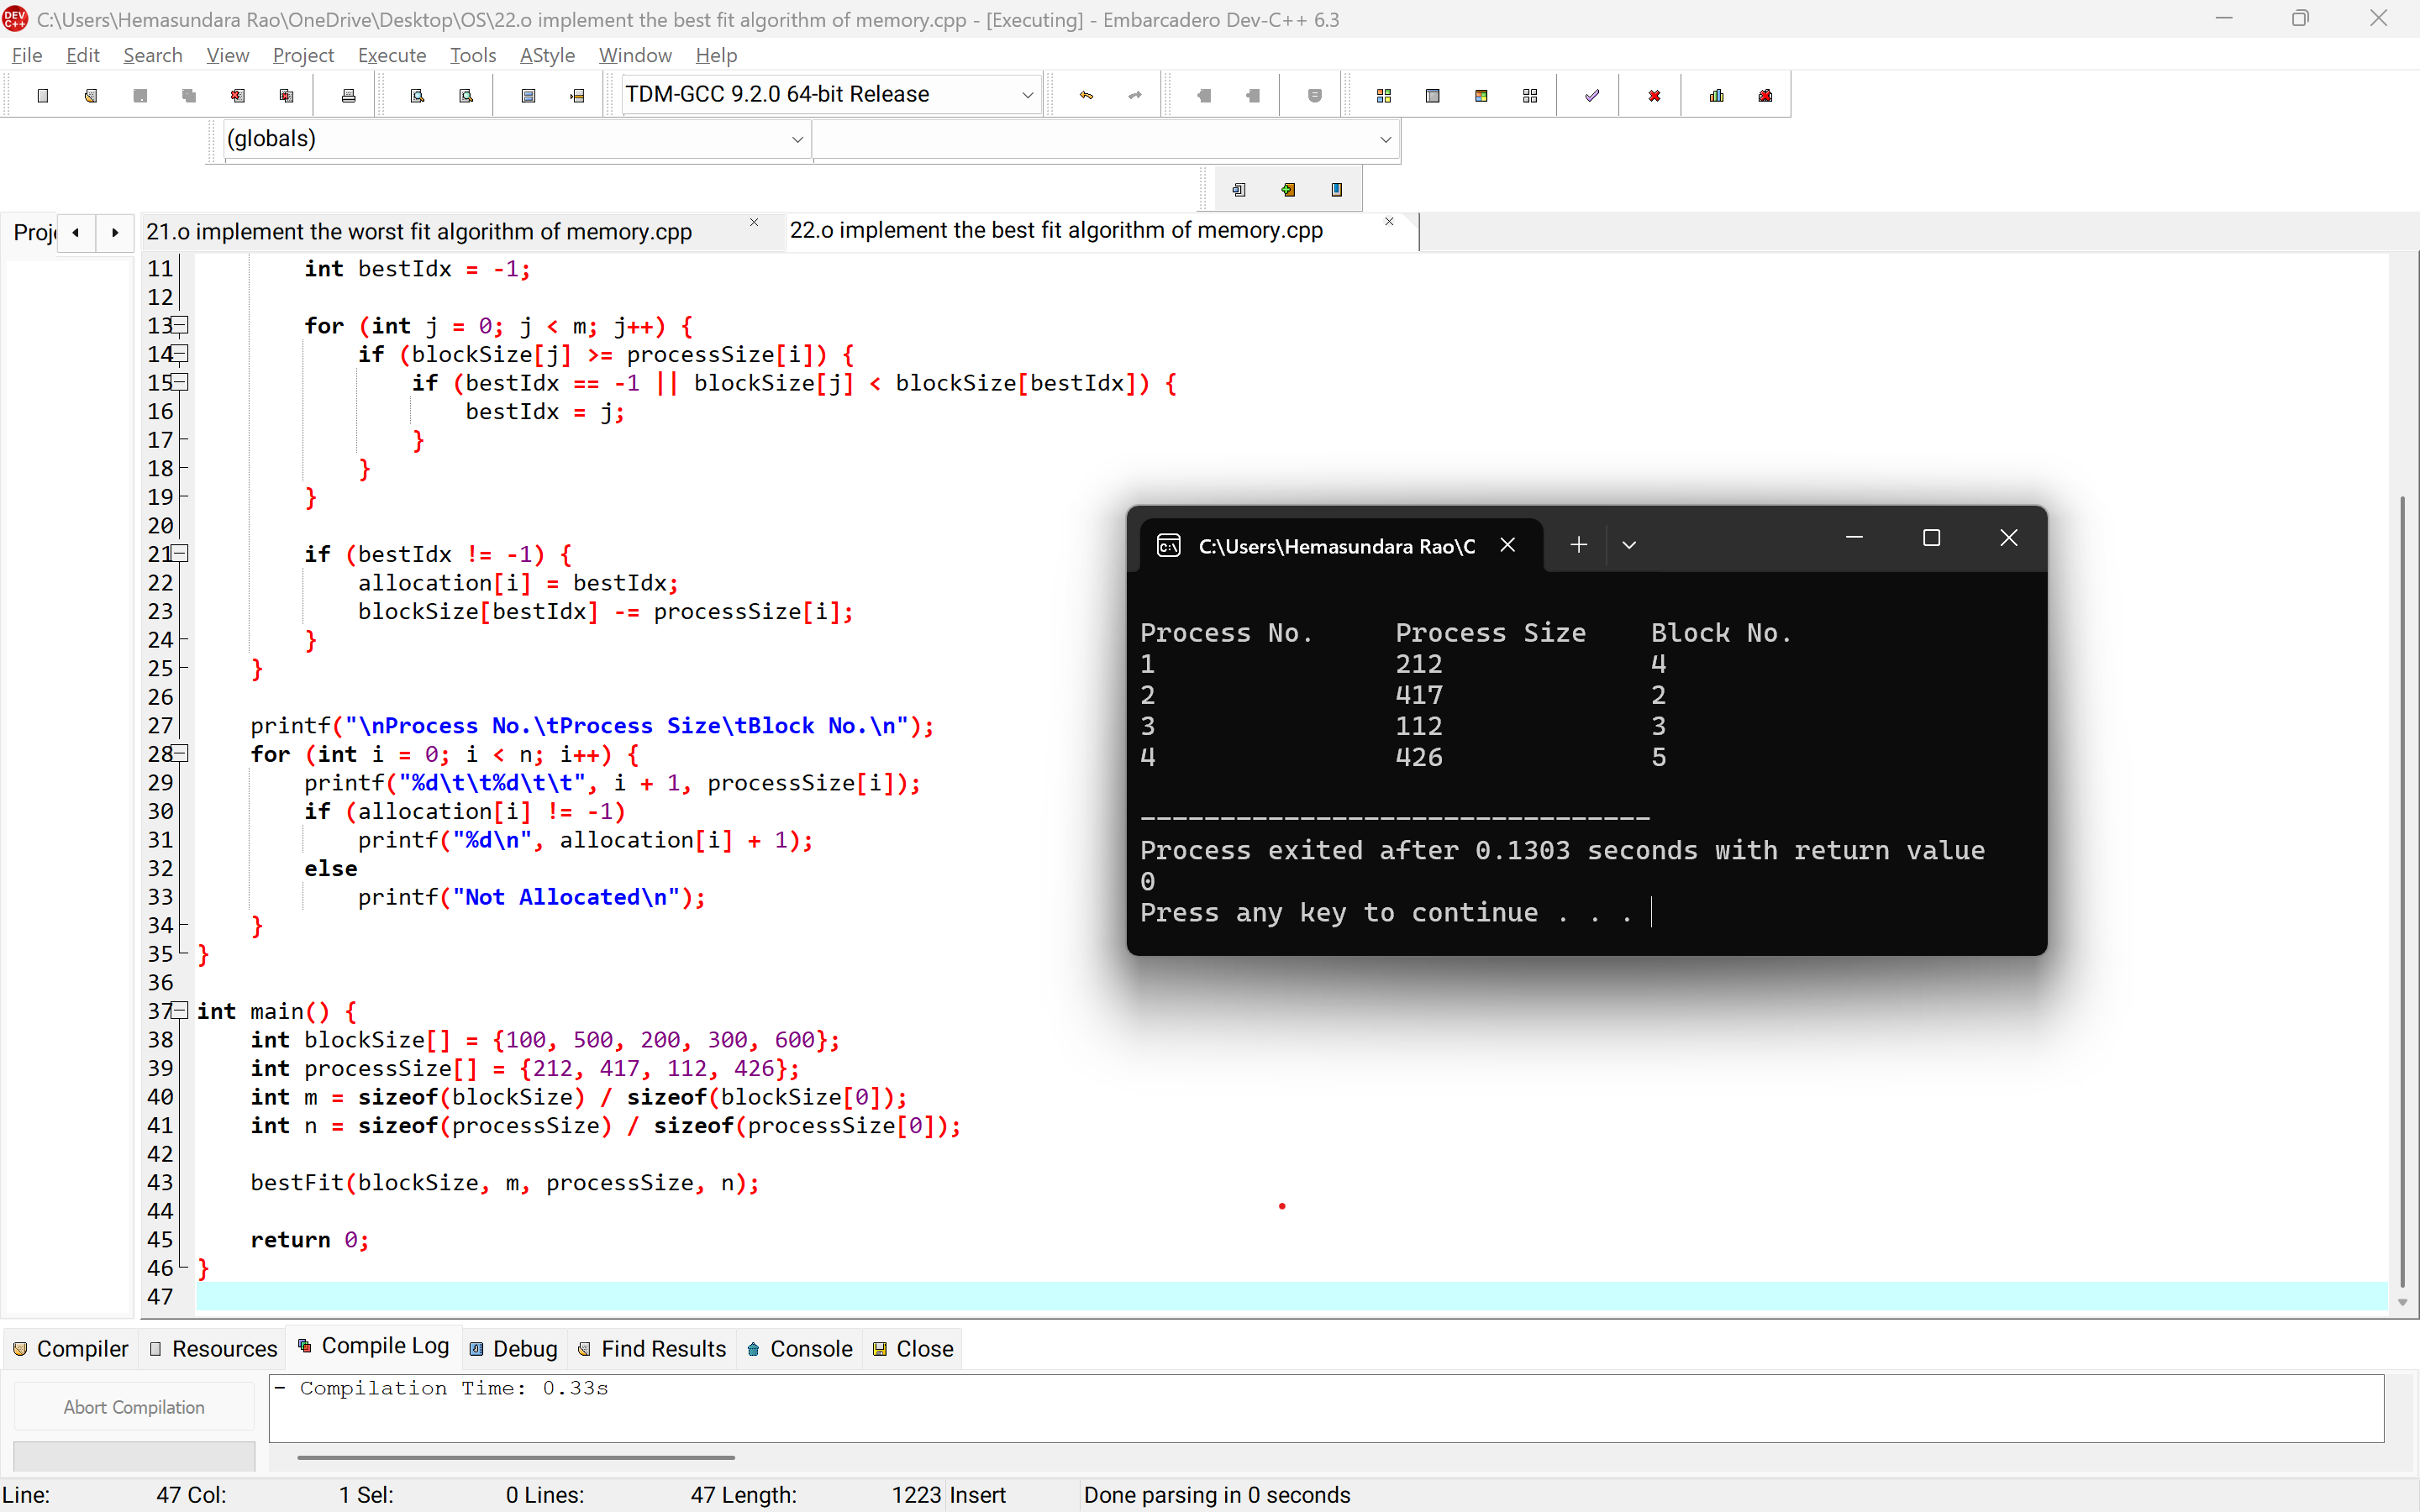 C:\Users\Hemasundara Rao\OneDrive\Desktop\OS\22.o implement the best fit algorithm of memory.cpp - [Executing] - Embarcadero Dev-C++ 6.3
File Edit Search View Project Execute Tools AStyle Window Help
TDM-GCC 9.2.0 64-bit Release
(globals)
Proje
21.o implement the worst fit algorithm of memory.cpp
22.o implement the best fit algorithm of memory.cpp
11 int bestIdx = -1;
12
13 for (int j = 0; j < m; j++) {
14 if (blockSize[j] >= processSize[i]) {
15 if (bestIdx == -1 || blockSize[j] < blockSize[bestIdx]) {
16 bestIdx = j;
17 }
18 }
19 }
20
21 if (bestIdx != -1) {
22 allocation[i] = bestIdx;
23 blockSize[bestIdx] -= processSize[i];
24 }
25 }
26
27 printf("\nProcess No.\tProcess Size\tBlock No.\n");
28 for (int i = 0; i < n; i++) {
29 printf("%d\t\t%d\t\t", i + 1, processSize[i]);
30 if (allocation[i] != -1)
31 printf("%d\n", allocation[i] + 1);
32 else
33 printf("Not Allocated\n");
34 }
35 }
36
37 int main() {
38 int blockSize[] = {100, 500, 200, 300, 600};
39 int processSize[] = {212, 417, 112, 426};
40 int m = sizeof(blockSize) / sizeof(blockSize[0]);
41 int n = sizeof(processSize) / sizeof(processSize[0]);
42
43 bestFit(blockSize, m, processSize, n);
44
45 return 0;
46 }
47
C:\Users\Hemasundara Rao\C
Process No. Process Size Block No.
1 212 4
2 417 2
3 112 3
4 426 5
--------------------------------
Process exited after 0.1303 seconds with return value
0
Press any key to continue . . .
Compiler Resources Compile Log Debug Find Results Console Close
Abort Compilation
- Compilation Time: 0.33s
Line: 47 Col: 1 Sel: 0 Lines: 47 Length: 1223 Insert Done parsing in 0 seconds